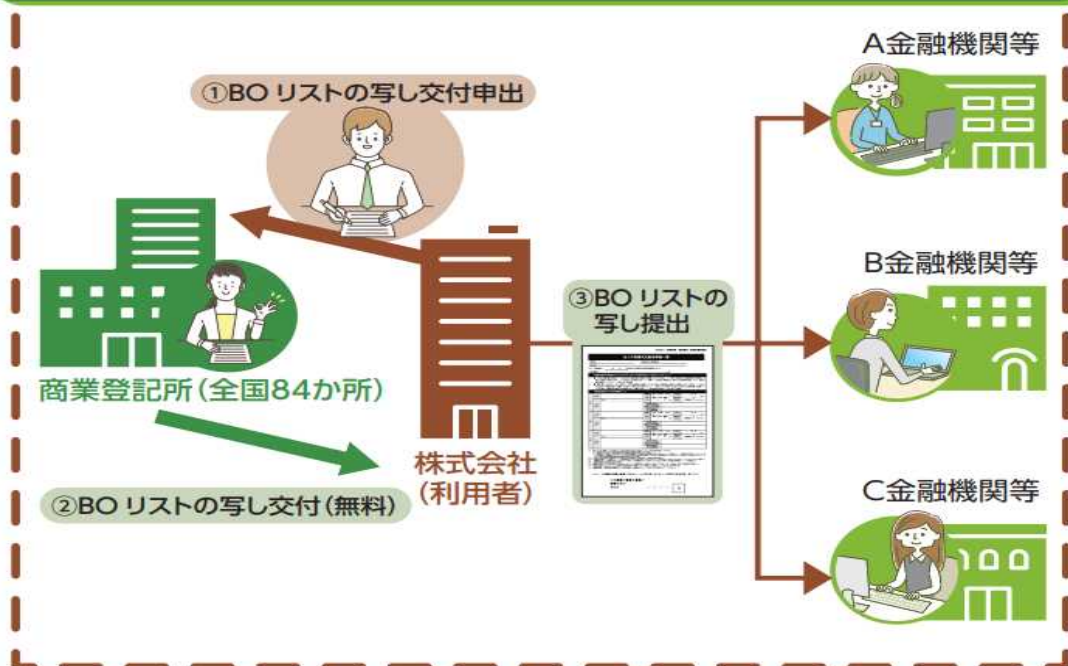 A金融機関等
①BO リストの写し交付申出
B金融機関等
③BO リストの
写し提出
商業登記所(全国84か所)
株式会社
(利用者)
②BO リストの写し交付(無料)
C金融機関等